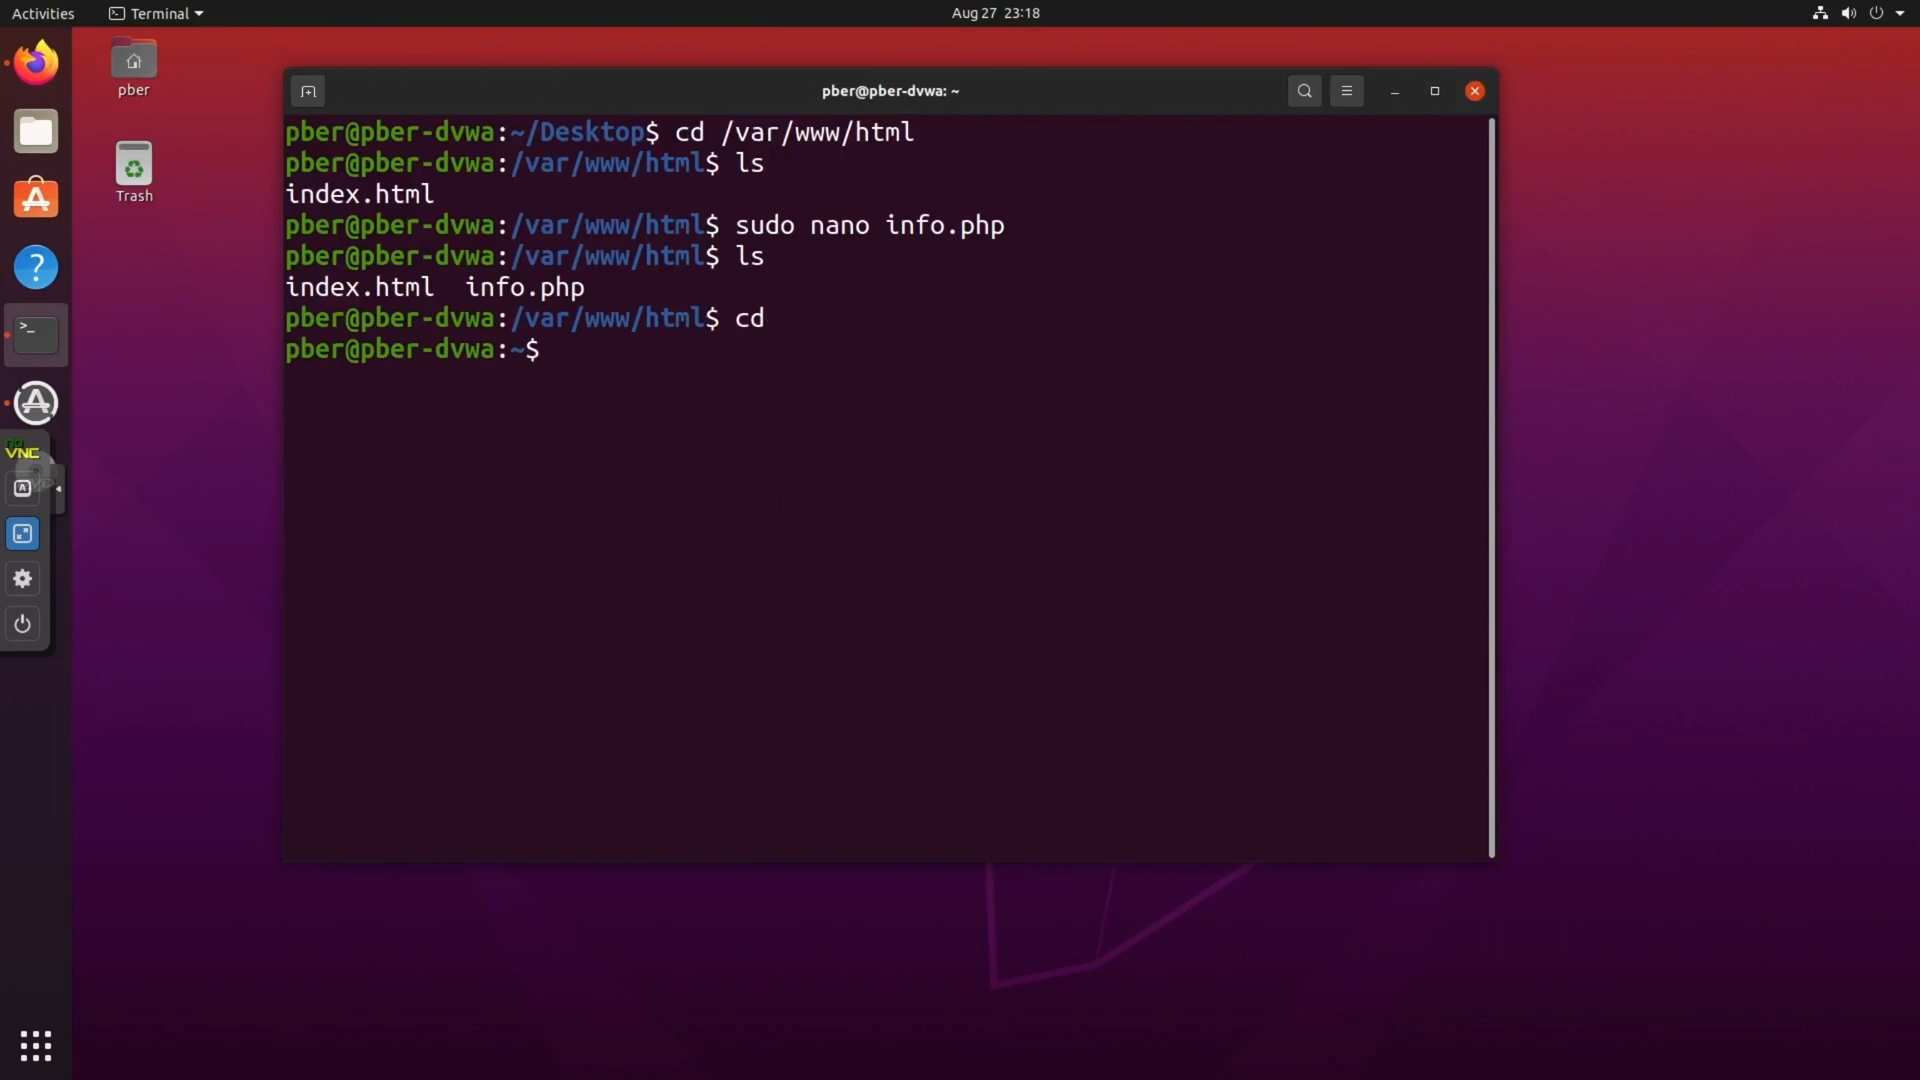 Activities
Terminal
Aug 27 23:18
pber
Trash
pber@pber-dvwa: ~
pber@pber-dvwa:~/Desktop$ cd /var/www/html
pber@pber-dvwa:/var/www/html$ ls
index.html
pber@pber-dvwa:/var/www/html$ sudo nano info.php
pber@pber-dvwa:/var/www/html$ ls
index.html  info.php
pber@pber-dvwa:/var/www/html$ cd
pber@pber-dvwa:~$
no
VNC